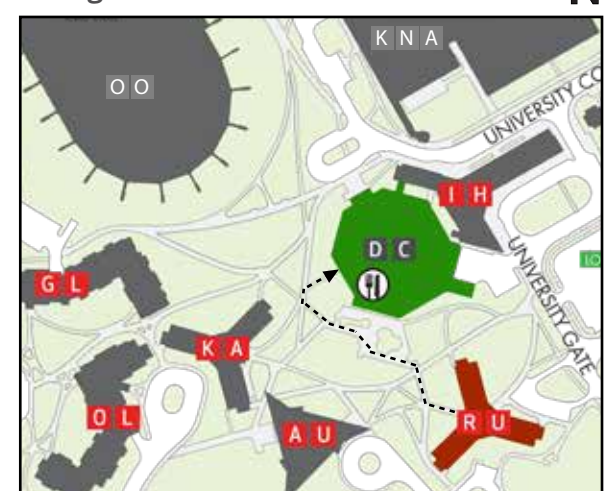 N
K N A
O O
UNIVERSITY CO
I H
D C
G L
UNIVERSITY GATE
K A
O L
A U
R U